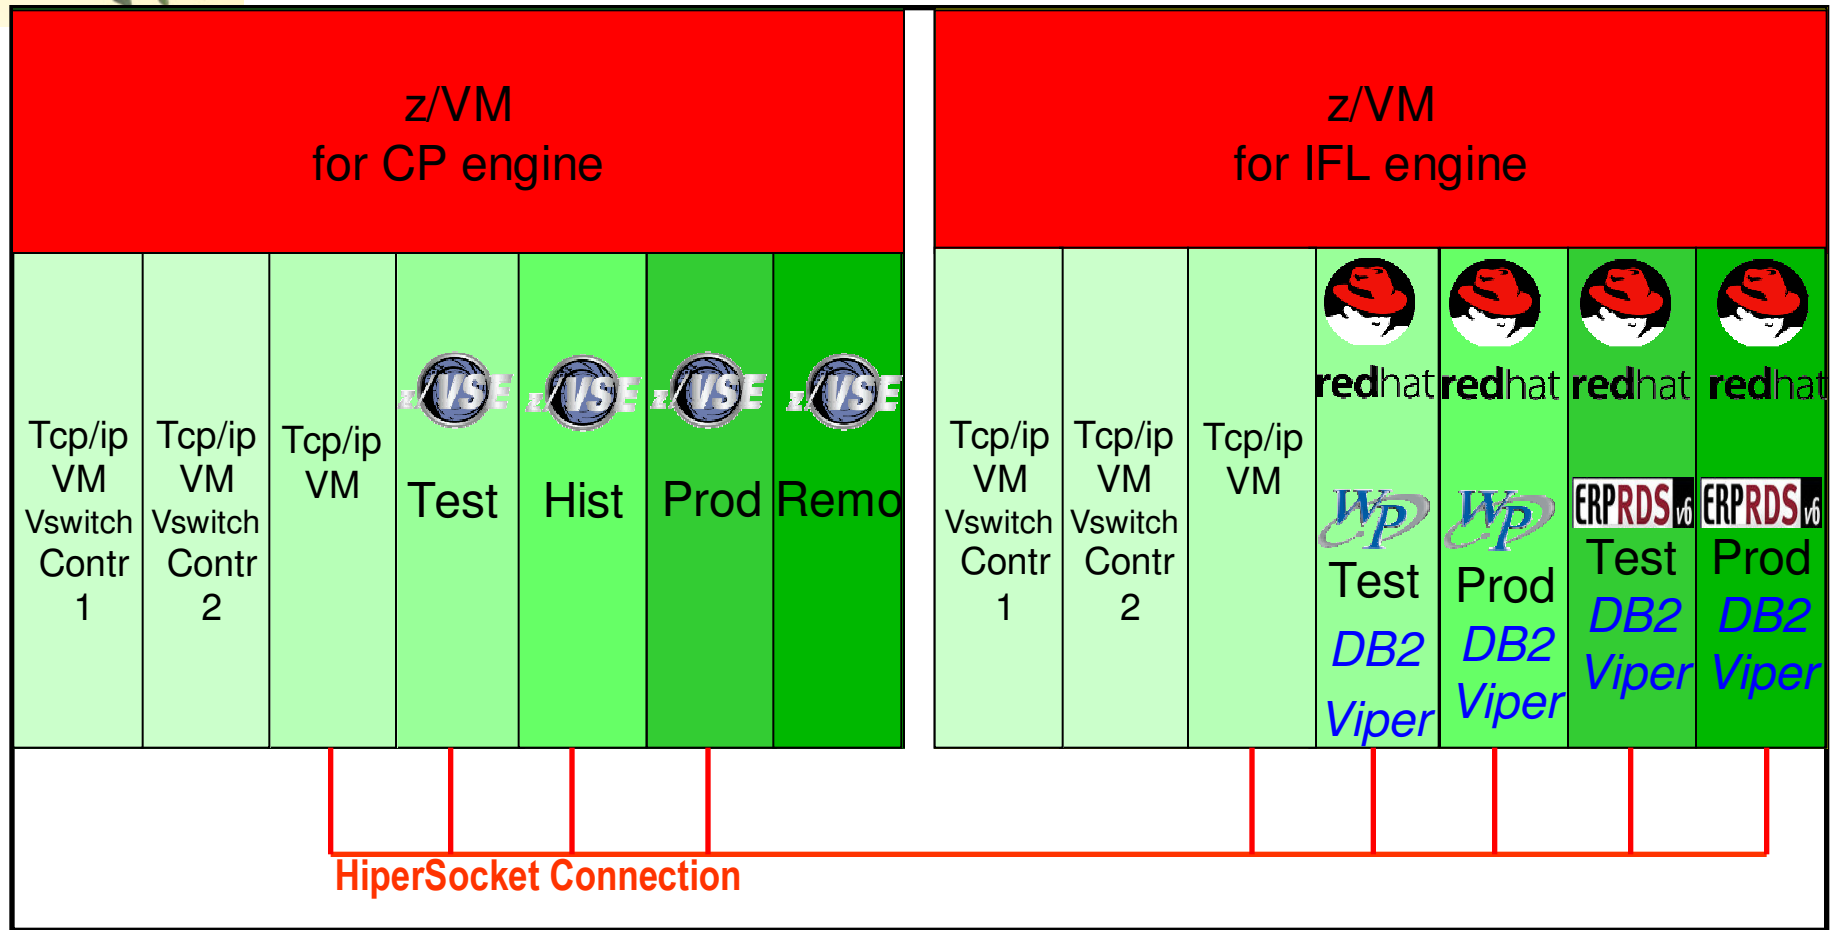 z/VM
for CP engine
Tcp/ip
VM
Vswitch
Contr
1
Tcp/ip
VM
Vswitch
Contr
2
Tcp/ip
VM
z/VSE
Test
z/VSE
Hist
z/VSE
Prod
z/VSE
Remo
z/VM
for IFL engine
Tcp/ip
VM
Vswitch
Contr
1
Tcp/ip
VM
Vswitch
Contr
2
Tcp/ip
VM
redhat
WP
Test
DB2
Viper
redhat
WP
Prod
DB2
Viper
redhat
ERPRDS v6
Test
DB2
Viper
redhat
ERPRDS v6
Prod
DB2
Viper
HiperSocket Connection